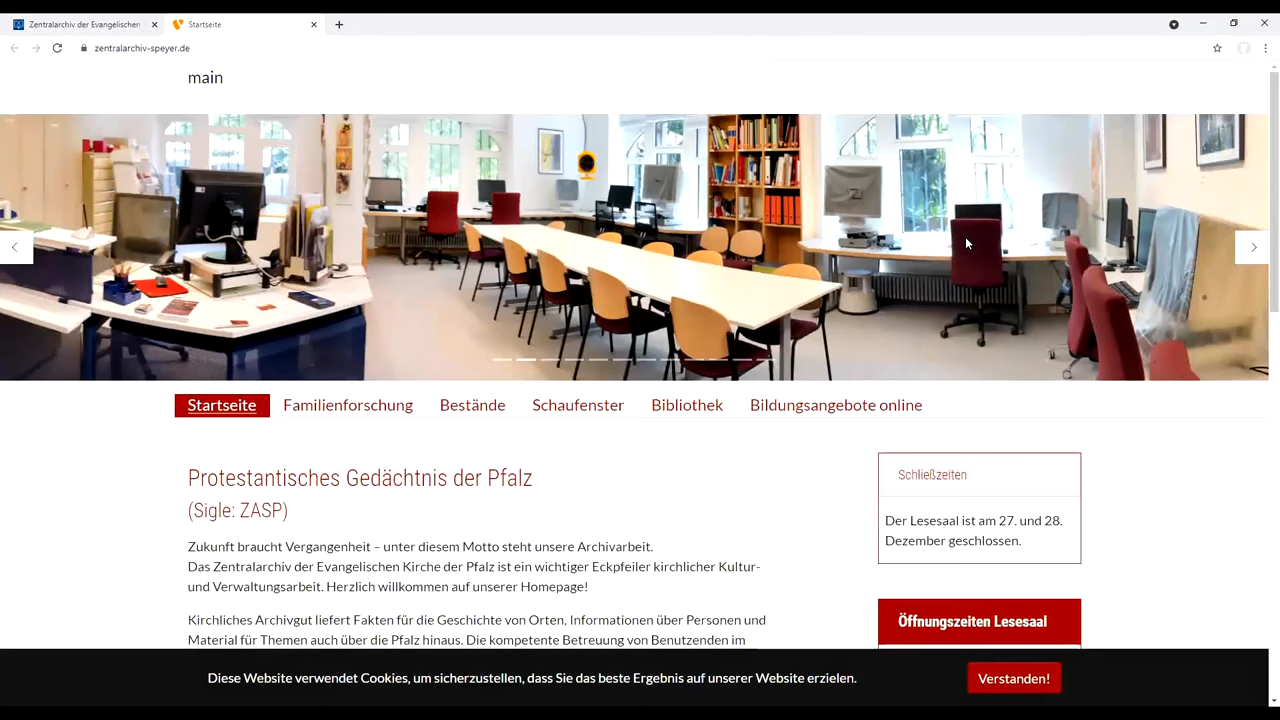 Zentralarchiv der Evangelischen
Startseite
zentralarchiv-speyer.de
main
Startseite
Familienforschung
Bestände
Schaufenster
Bibliothek
Bildungsangebote online
Protestantisches Gedächtnis der Pfalz
(Sigle: ZASP)
Zukunft braucht Vergangenheit – unter diesem Motto steht unsere Archivarbeit.
Das Zentralarchiv der Evangelischen Kirche der Pfalz ist ein wichtiger Eckpfeiler kirchlicher Kultur-
und Verwaltungsarbeit. Herzlich willkommen auf unserer Homepage!
Kirchliches Archivgut liefert Fakten für die Geschichte von Orten, Informationen über Personen und
Material für Themen auch über die Pfalz hinaus. Die kompetente Betreuung von Benutzenden im
Schließzeiten
Der Lesesaal ist am 27. und 28.
Dezember geschlossen.
Öffnungszeiten Lesesaal
Diese Website verwendet Cookies, um sicherzustellen, dass Sie das beste Ergebnis auf unserer Website erzielen.
Verstanden!